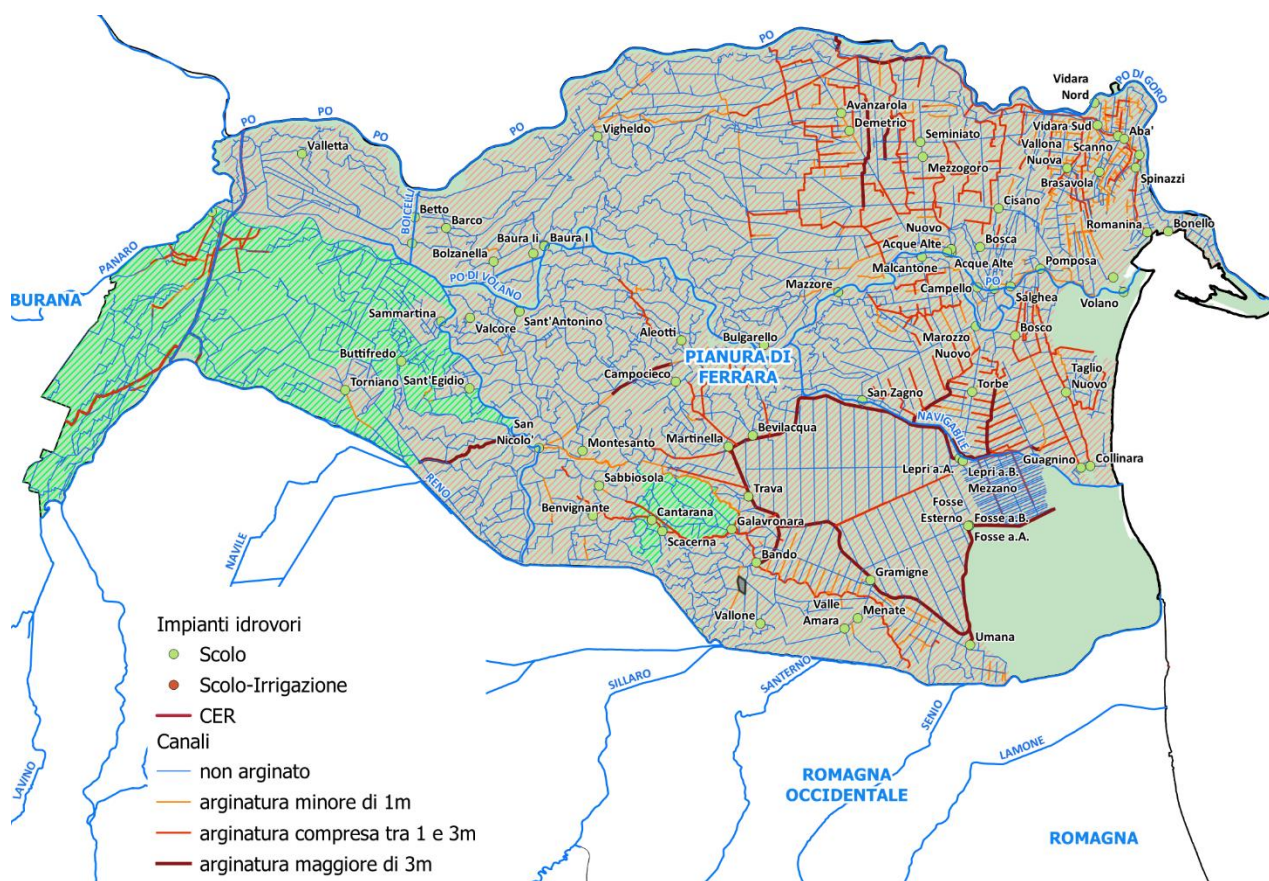 PO
PO
PO
PO
PO
PO
PO DI GORO
Vidara
Nord
Avanzarola
Demetrio
Vigheldo
Valletta
Seminiato
Mezzogoro
Vidara Sud
Aba'
Vallona
Scanno
Nuova
Brasavola
Spinazzi
BOICELLI
Betto
Barco
Cisano
Romanina
Bonello
Baura Ii
Baura I
Bolzanella
Nuovo
Acque Alte
Bosca
Acque Alte
Malcantone
Pomposa
PANARO
BURANA
PO DI VOLANO
Mazzore
Campello
PO
Salghea
Volano
Sammartina
Valcore
Sant'Antonino
Aleotti
Bulgarello
Marozzo
Nuovo
Bosco
Buttifredo
PIANURA DI
FERRARA
Torniano
Sant'Egidio
Campocieco
San Zagno
Torbe
Taglio
Nuovo
NAVIGABILE
San
Nicolo'
Montesanto
Martinella
Bevilacqua
Lepri a.A.
Lepri a.B.
Mezzano
Guagnino
Collinara
RENO
Sabbiosola
Trava
Fosse
Esterno
Fosse a.B.
Fosse a.A.
Benvignante
Cantarana
Galavronara
Scacerna
NAVILE
Bando
Gramigne
Vallone
Valle
Amara
Menate
Umana
SILLARO
SANTERNO
SENIO
LAMONE
LAVINO
ROMAGNA
OCCIDENTALE
ROMAGNA
Impianti idrovori
Scolo
Scolo-Irrigazione
CER
Canali
non arginato
arginatura minore di 1m
arginatura compresa tra 1 e 3m
arginatura maggiore di 3m